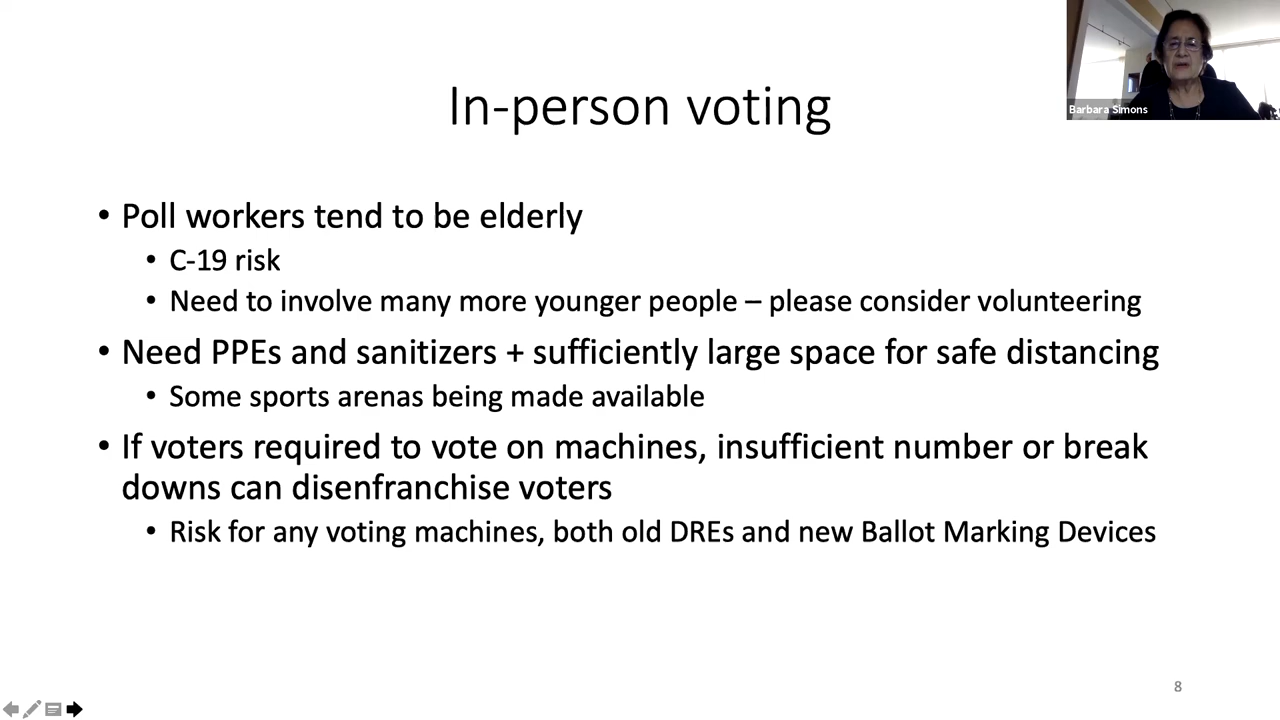 Barbara Simons
In-person voting
• Poll workers tend to be elderly
• C-19 risk
• Need to involve many more younger people – please consider volunteering
• Need PPEs and sanitizers + sufficiently large space for safe distancing
• Some sports arenas being made available
• If voters required to vote on machines, insufficient number or break
downs can disenfranchise voters
• Risk for any voting machines, both old DREs and new Ballot Marking Devices
8